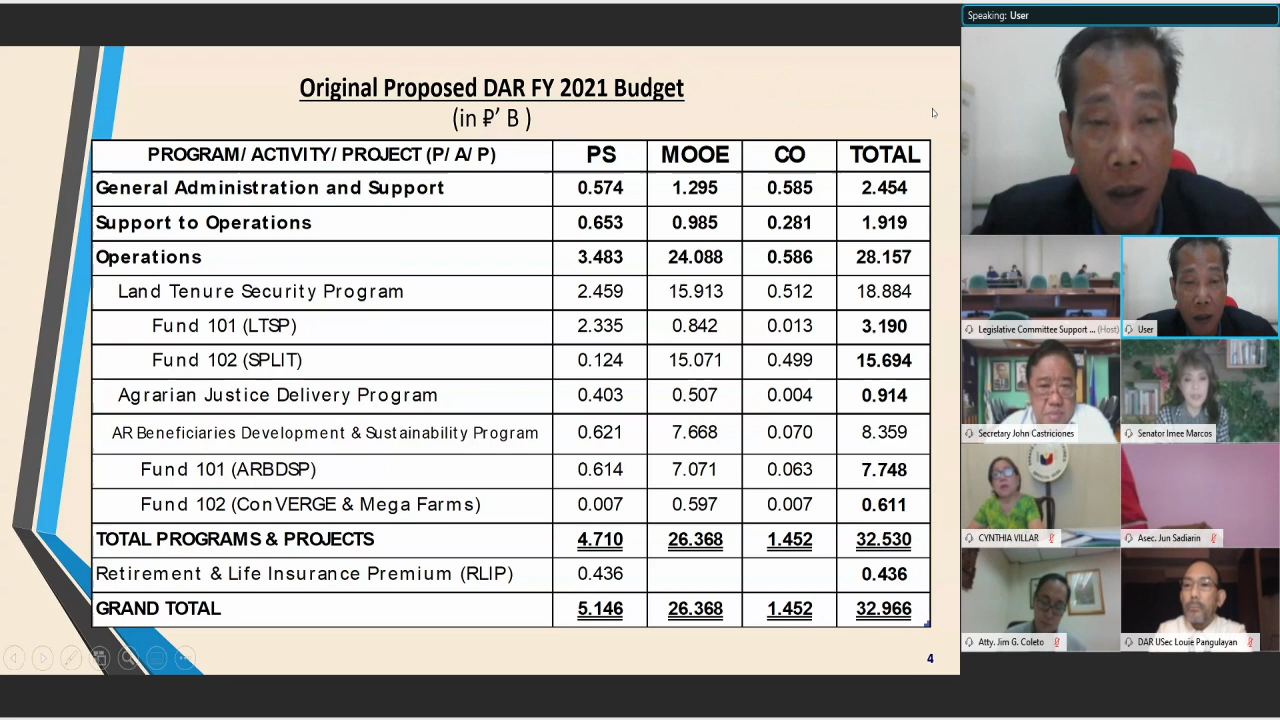 Speaking: User
Original Proposed DAR FY 2021 Budget
(in ₽' B )
PROGRAM/ ACTIVITY/ PROJECT (P/ A/ P) PS MOOE CO TOTAL
General Administration and Support 0.574 1.295 0.585 2.454
Support to Operations 0.653 0.985 0.281 1.919
Operations 3.483 24.088 0.586 28.157
Land Tenure Security Program 2.459 15.913 0.512 18.884
Fund 101 (LTSP) 2.335 0.842 0.013 3.190
Fund 102 (SPLIT) 0.124 15.071 0.499 15.694
Agrarian Justice Delivery Program 0.403 0.507 0.004 0.914
AR Beneficiaries Development & Sustainability Program 0.621 7.668 0.070 8.359
Fund 101 (ARBDSP) 0.614 7.071 0.063 7.748
Fund 102 (ConVERGE & Mega Farms) 0.007 0.597 0.007 0.611
TOTAL PROGRAMS & PROJECTS 4.710 26.368 1.452 32.530
Retirement & Life Insurance Premium (RLIP) 0.436 0.436
GRAND TOTAL 5.146 26.368 1.452 32.966
4
Legislative Committee Support ... (Host)
User
Secretary John Castriciones
Senator Imee Marcos
CYNTHIA VILLAR
Asec. Jun Sadiarin
Atty. Jim G. Coleto
DAR USec Louie Pangulayan